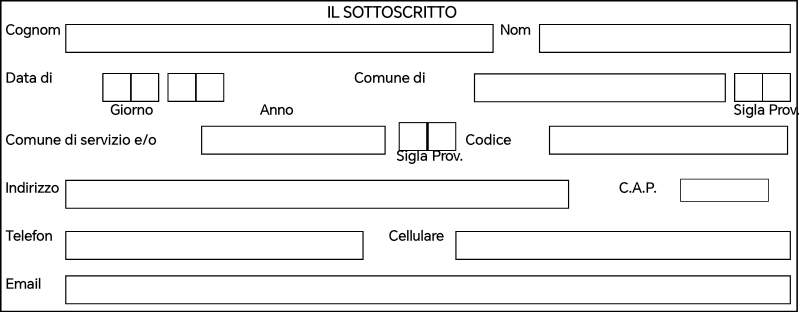 IL SOTTOSCRITTO
Cognom Nom
Data di Comune di
Giorno Anno Sigla Prov.
Comune di servizio e/o Codice
Sigla Prov.
Indirizzo C.A.P.
Telefon Cellulare
Email